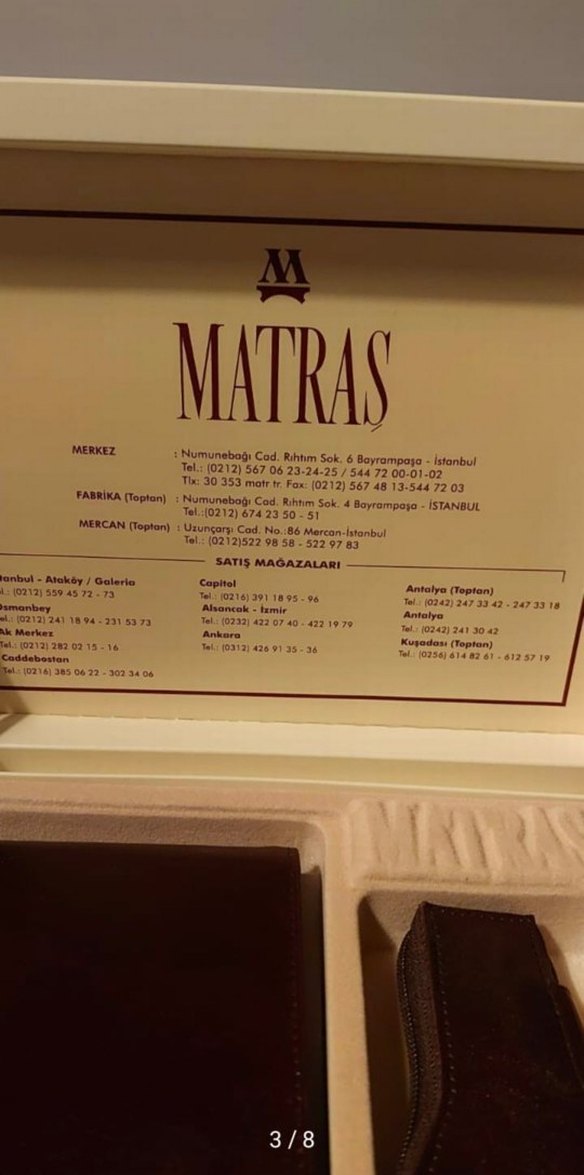 M
MATRAŞ
MERKEZ : Numunebağı Cad. Rıhtım Sok. 6 Bayrampaşa - İstanbul
Tel.: (0212) 567 06 23-24-25 / 544 72 00-01-02
Tlx: 30 353 matr tr. Fax: (0212) 567 48 13-544 72 03
FABRİKA (Toptan) : Numunebağı Cad. Rıhtım Sok. 4 Bayrampaşa - İSTANBUL
Tel.:(0212) 674 23 50 - 51
MERCAN (Toptan) : Uzunçarşı Cad. No.:86 Mercan-İstanbul
Tel.: (0212)522 98 58 - 522 97 83
SATIŞ MAĞAZALARI
tanbul - Ataköy / Galeria
el.: (0212) 559 45 72 - 73
Osmanbey
el.: (0212) 241 18 94 - 231 53 73
Ak Merkez
Tel.: (0212) 282 02 15 - 16
Caddebostan
Tel.: (0216) 385 06 22 - 302 34 06
Capitol
Tel.: (0216) 391 18 95 - 96
Alsancak - İzmir
Tel.: (0232) 422 07 40 - 422 19 79
Ankara
Tel.: (0312) 426 91 35 - 36
Antalya (Toptan)
Tel.: (0242) 247 33 42 - 247 33 18
Antalya
Tel.: (0242) 241 30 42
Kuşadası (Toptan)
Tel.: (0256) 614 82 61 - 612 57 19
MATRAŞ
3 / 8